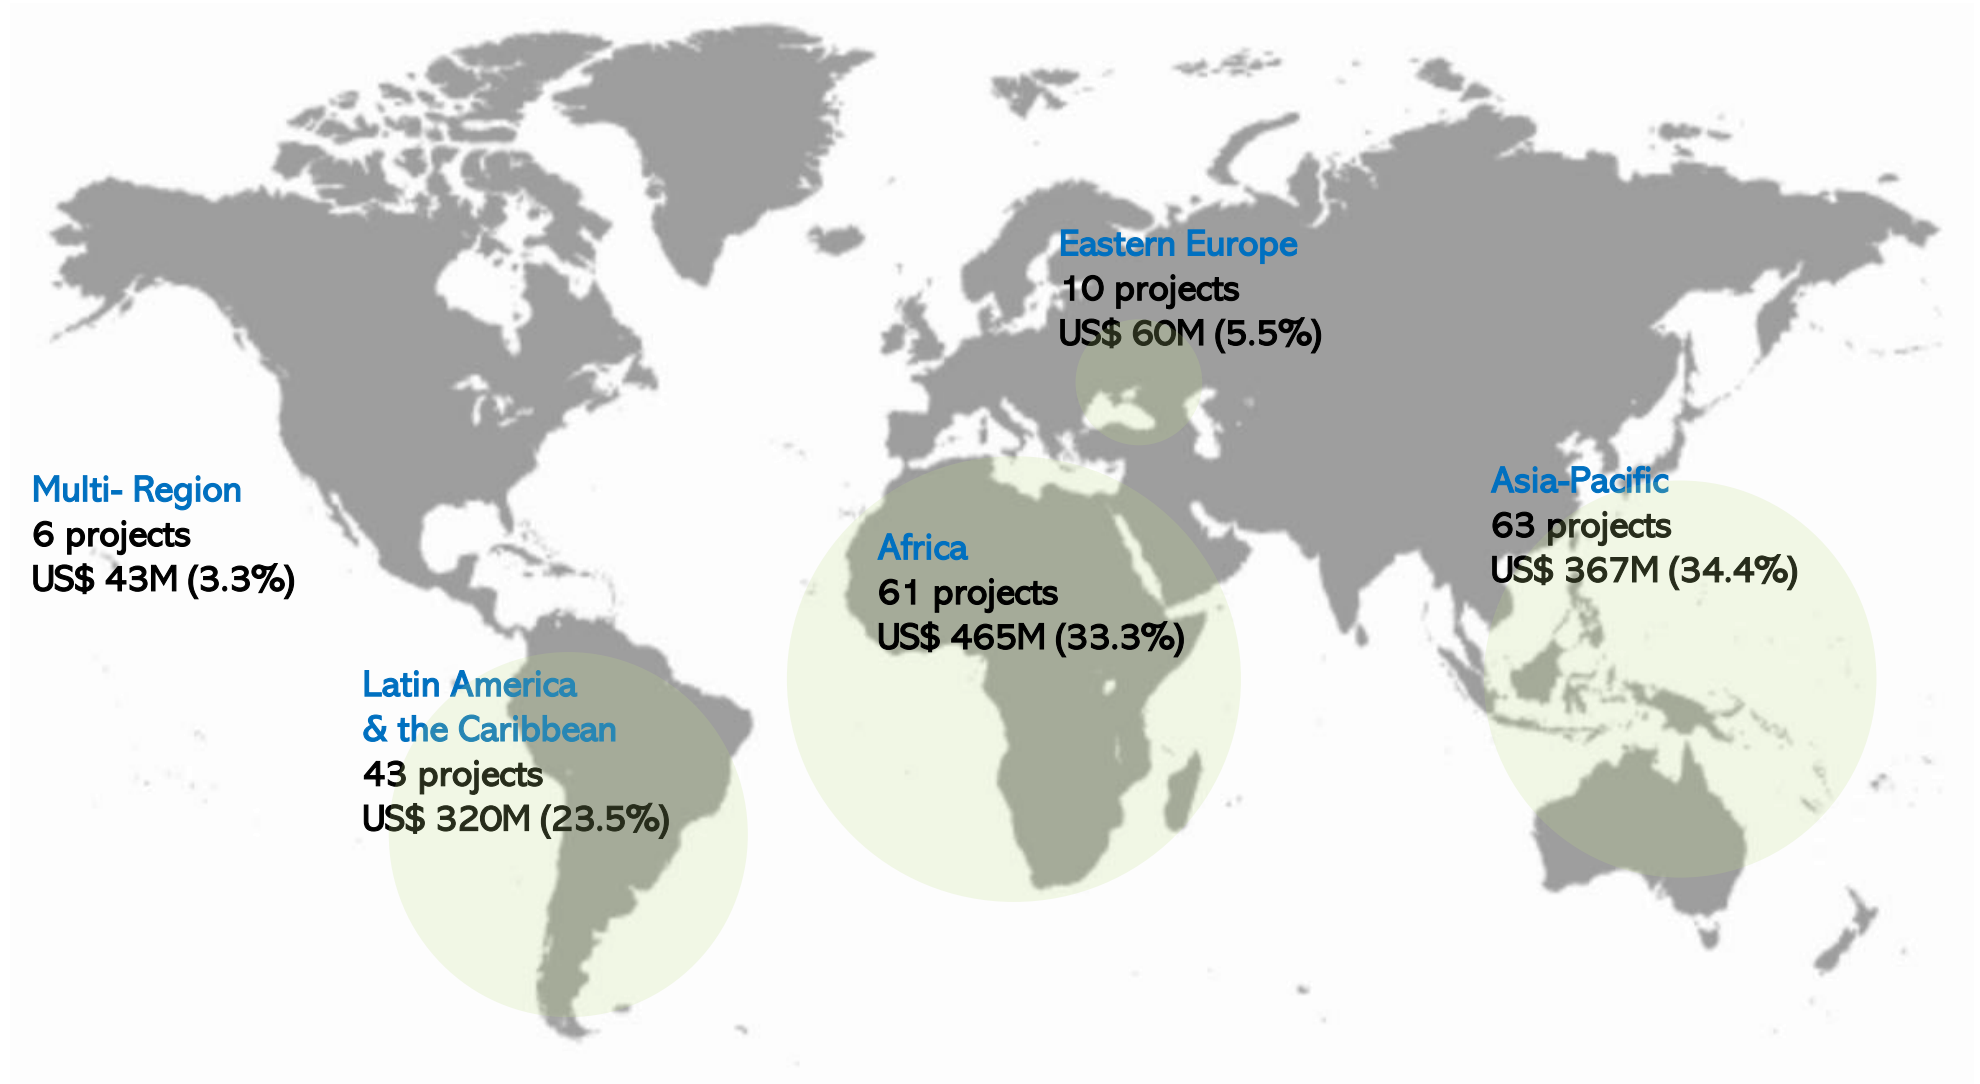 Eastern Europe
10 projects
US$ 60M (5.5%)
Multi- Region
6 projects
US$ 43M (3.3%)
Asia-Pacific
63 projects
US$ 367M (34.4%)
Africa
61 projects
US$ 465M (33.3%)
Latin America
& the Caribbean
43 projects
US$ 320M (23.5%)